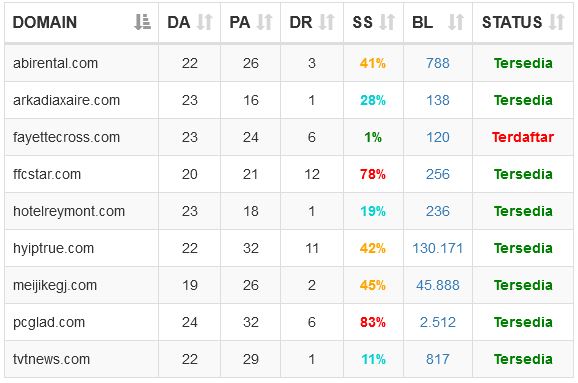 DOMAIN DA PA DR SS BL STATUS
abirental.com 22 26 3 41% 788 Tersedia
arkadiaxaire.com 23 16 1 28% 138 Tersedia
fayettecross.com 23 24 6 1% 120 Terdaftar
ffcstar.com 20 21 12 78% 256 Tersedia
hotelreymont.com 23 18 1 19% 236 Tersedia
hyiptrue.com 22 32 11 42% 130.171 Tersedia
meijikegj.com 19 26 2 45% 45.888 Tersedia
pcglad.com 24 32 6 83% 2.512 Tersedia
tvtnews.com 22 29 1 11% 817 Tersedia